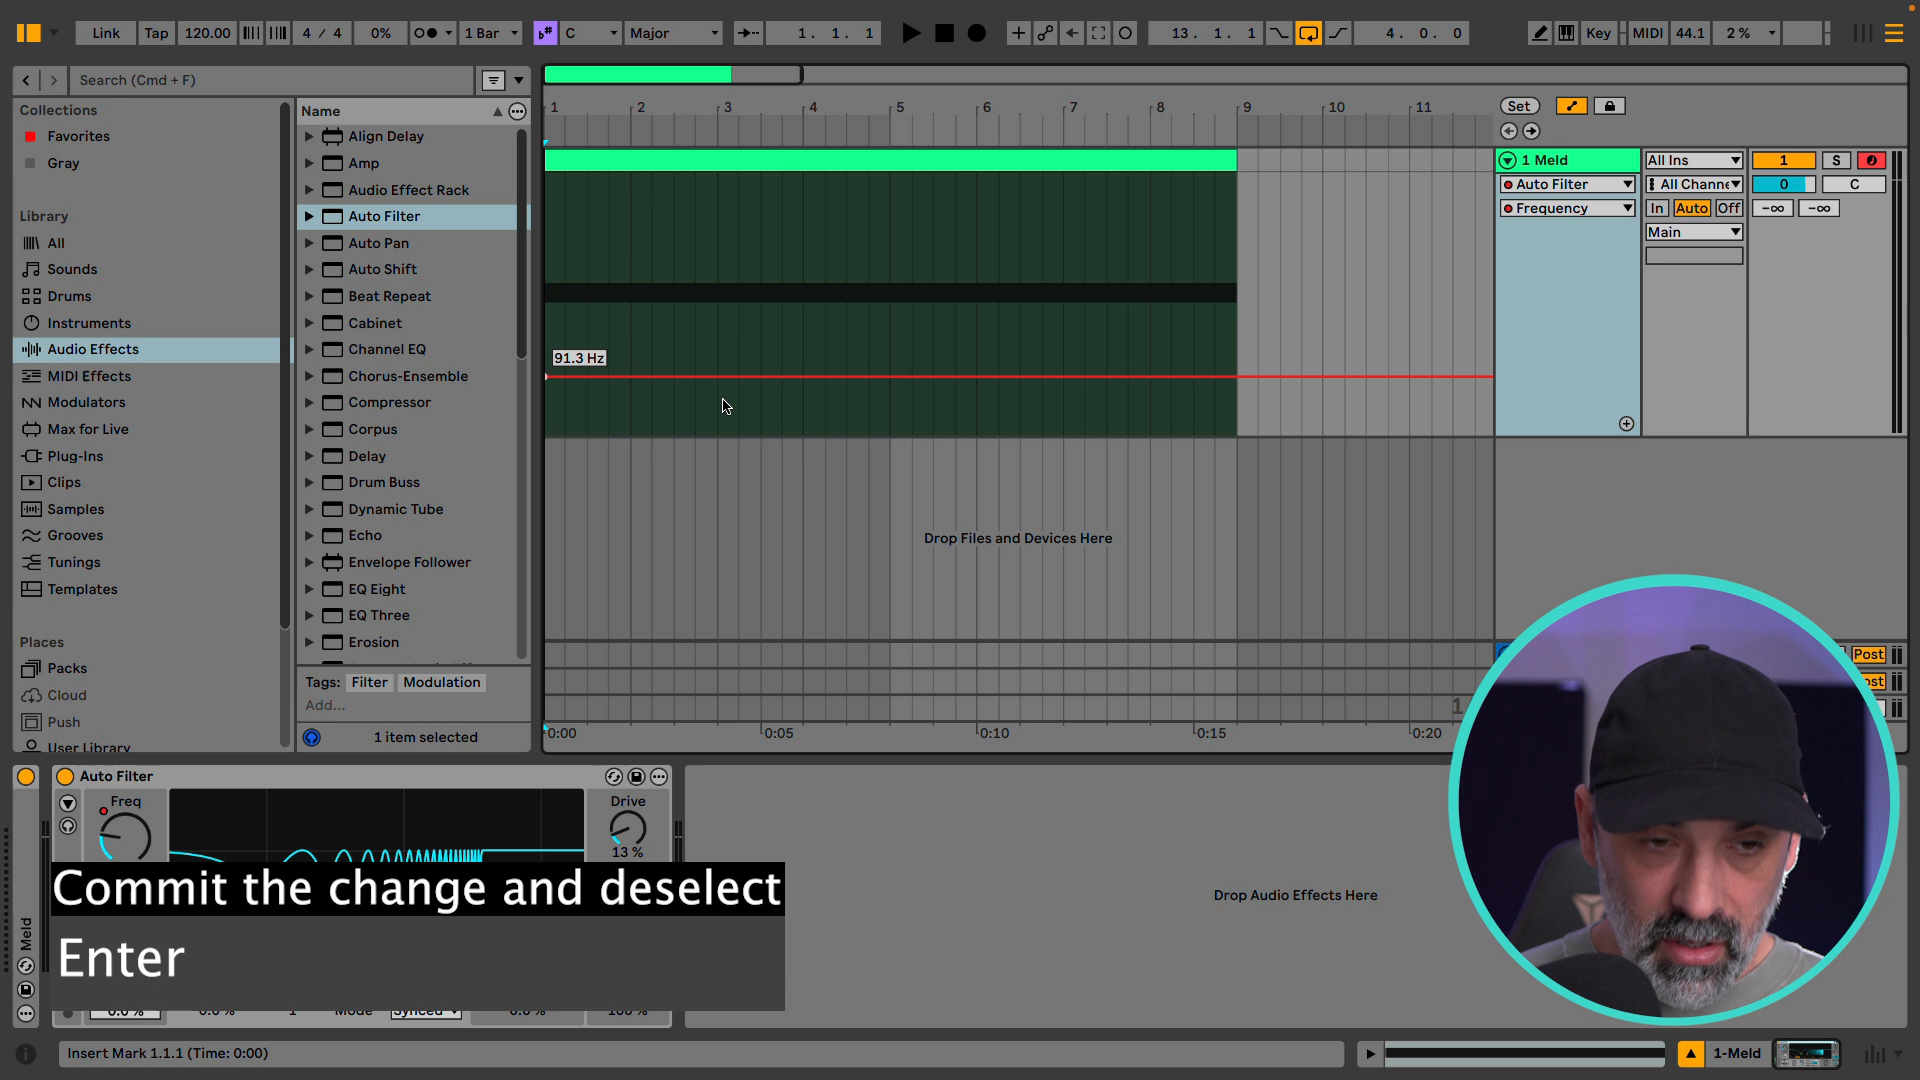 Link Tap 120.00 4 / 4 0% 1 Bar C Major 1. 1. 1 13. 1. 1 4. 0. 0 Key MIDI 44.1 2 %
Search (Cmd + F)
Collections
Favorites
Gray
Library
All
Sounds
Drums
Instruments
Audio Effects
MIDI Effects
Modulators
Max for Live
Plug-Ins
Clips
Samples
Grooves
Tunings
Templates
Places
Packs
Cloud
Push
User Library
Name
Align Delay
Amp
Audio Effect Rack
Auto Filter
Auto Pan
Auto Shift
Beat Repeat
Cabinet
Channel EQ
Chorus-Ensemble
Compressor
Corpus
Delay
Drum Buss
Dynamic Tube
Echo
Envelope Follower
EQ Eight
EQ Three
Erosion
Tags: Filter Modulation
Add...
1 item selected
1 2 3 4 5 6 7 8 9 10 11
Set
91.3 Hz
Drop Files and Devices Here
0:00 0:05 0:10 0:15 0:20
1 Meld All Ins 1 S
Auto Filter All Channe 0 C
Frequency In Auto Off -∞ -∞
Main
Post
ost
1
Auto Filter
Freq
Drive
13 %
Meld
Commit the change and deselect
Enter
Drop Audio Effects Here
Insert Mark 1.1.1 (Time: 0:00)
1-Meld